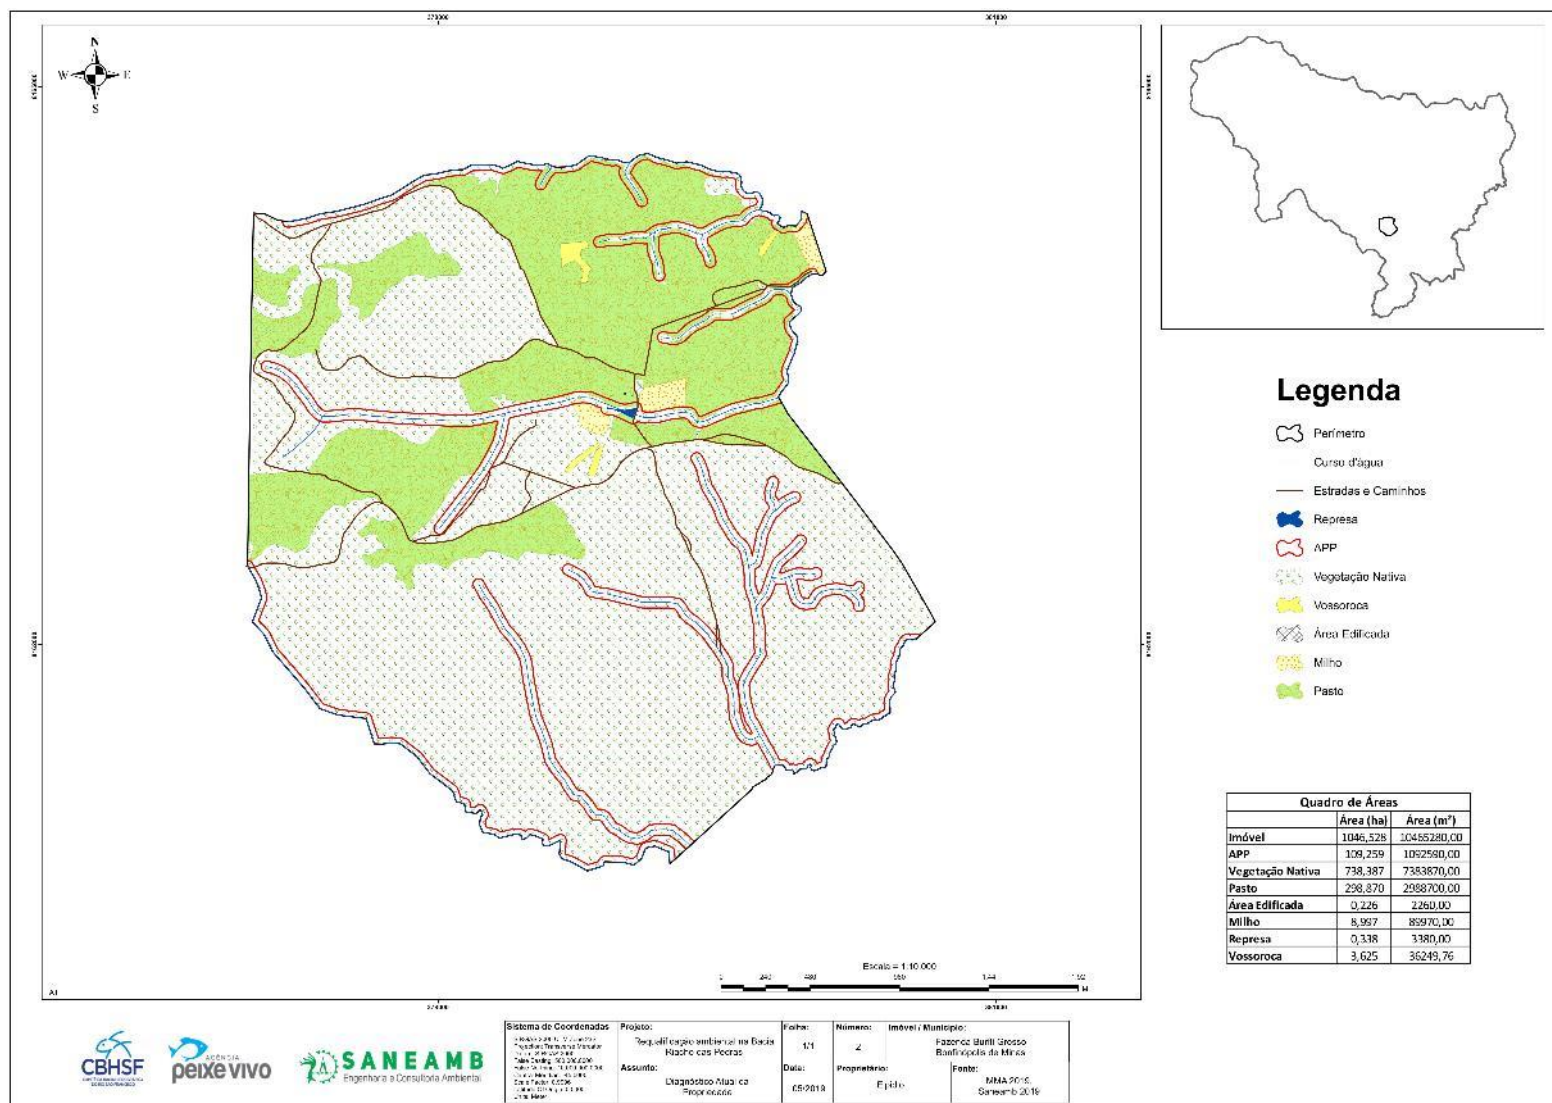 N
W E
S
Legenda
Perímetro
Curso d'água
Estradas e Caminhos
Represa
APP
Vegetação Nativa
Vossoroca
Área Edificada
Milho
Pasto
Quadro de Áreas
Área (ha) Área (m²)
Imóvel 1046,528 10465280,00
APP 109,259 1092590,00
Vegetação Nativa 738,387 7383870,00
Pasto 298,870 2988700,00
Área Edificada 0,226 2260,00
Milho 8,997 89970,00
Represa 0,338 3380,00
Vossoroca 3,625 36249,76
Escala = 1:10.000
A1
CBHSF
AGÊNCIA
peixe vivo
SANEAMB
Engenharia e Consultoria Ambiental
Sistema de Coordenadas
Projeto:
Requalificação ambiental na Bacia
Riacho das Pedras
Assunto:
Diagnóstico Atual da
Propriedade
Folha:
1/1
Data:
05/2019
Número:
2
Imóvel / Município:
Fazenda Buriti Grosso
Bonfinópolis de Minas
Proprietário:
Fonte:
MMA 2019,
Saneamb 2019